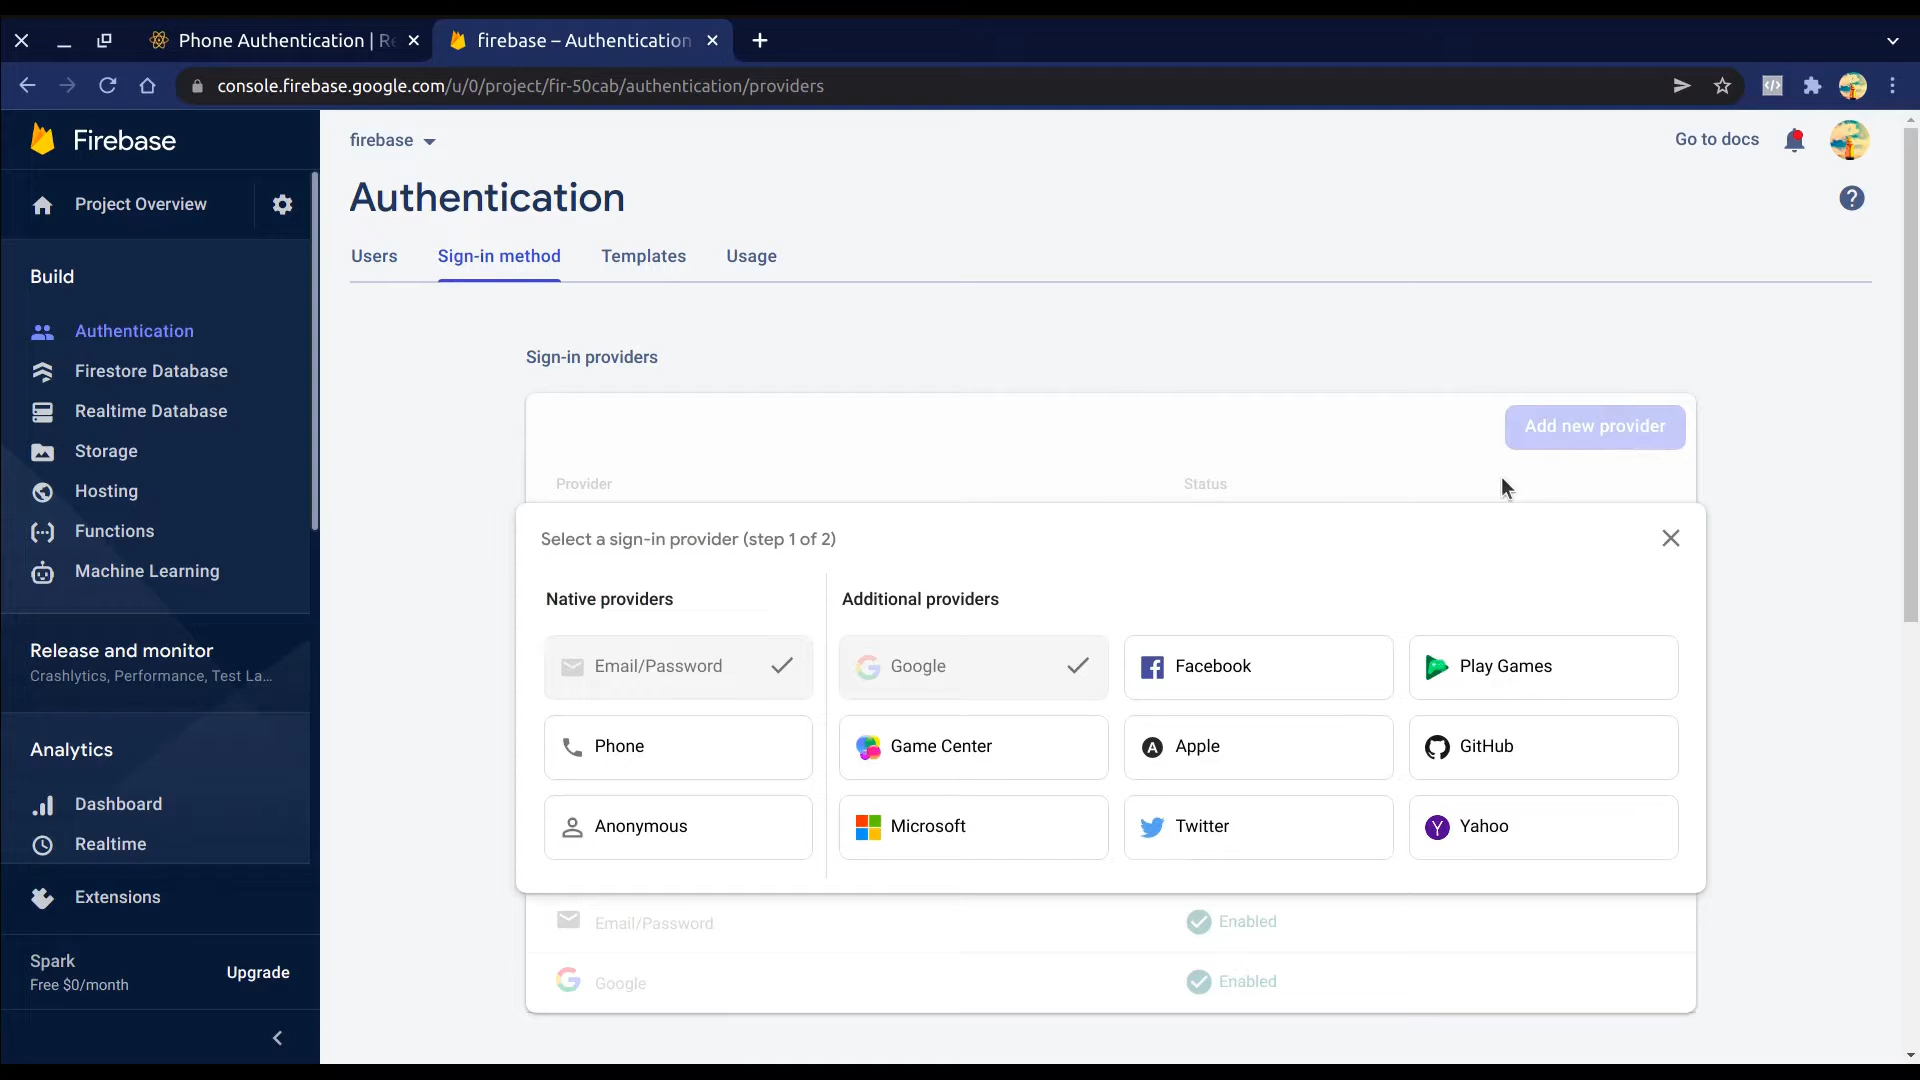 Phone Authentication | Re
firebase – Authentication
console.firebase.google.com/u/0/project/fir-50cab/authentication/providers
Firebase
firebase
Go to docs
Project Overview
Authentication
Users
Sign-in method
Templates
Usage
Build
Authentication
Firestore Database
Realtime Database
Storage
Hosting
Functions
Machine Learning
Release and monitor
Crashlytics, Performance, Test La...
Analytics
Dashboard
Realtime
Extensions
Spark
Free $0/month
Upgrade
Sign-in providers
Add new provider
Provider
Status
Select a sign-in provider (step 1 of 2)
Native providers
Additional providers
Email/Password
Google
Facebook
Play Games
Phone
Game Center
Apple
GitHub
Anonymous
Microsoft
Twitter
Yahoo
Email/Password
Enabled
Google
Enabled